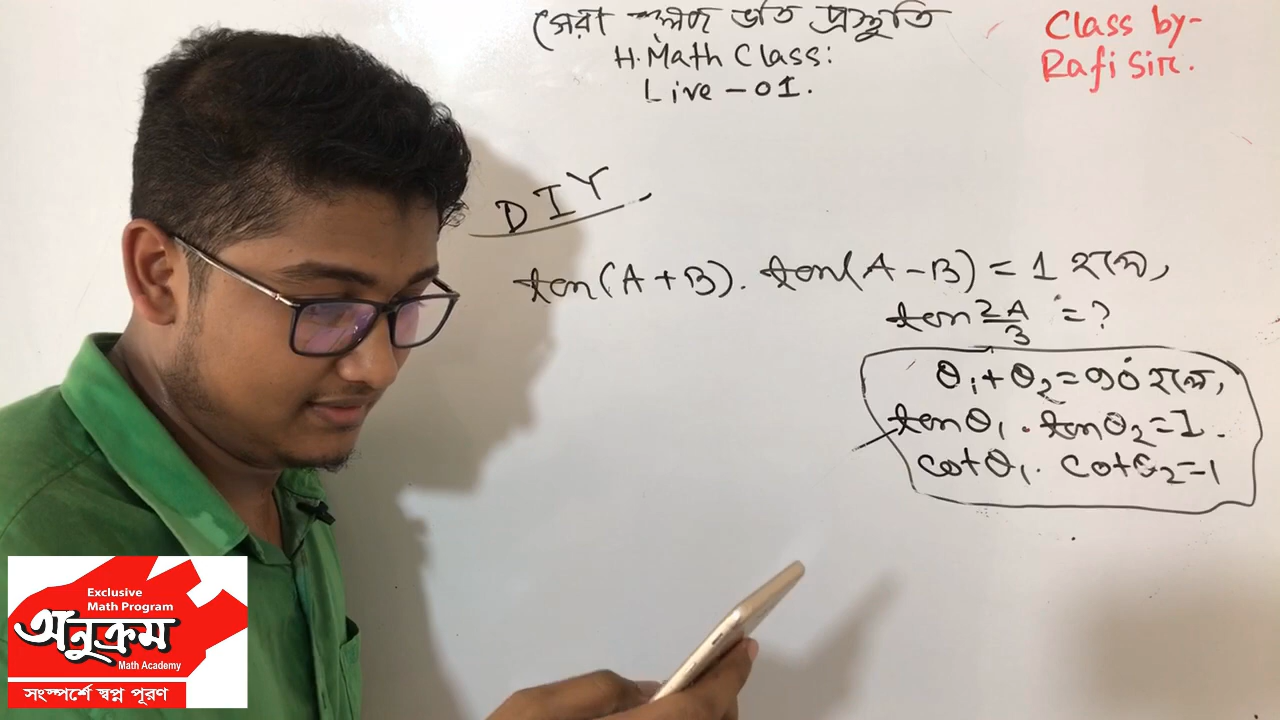 সেরা কলেজ ভর্তি প্রস্তুতি
H.Math Class:
Live - 01.
Class by-
Rafi Sir.
DIY
tan(A+B). tan(A-B) = 1 হলে,
tan 2A/3 = ?
θ₁+θ₂=90° হলে,
tanθ₁ . tanθ₂=1.
cotθ₁. cotθ₂=1
Exclusive
Math Program
অনুক্রম
Math Academy
সংস্পর্শে স্বপ্ন পূরণ